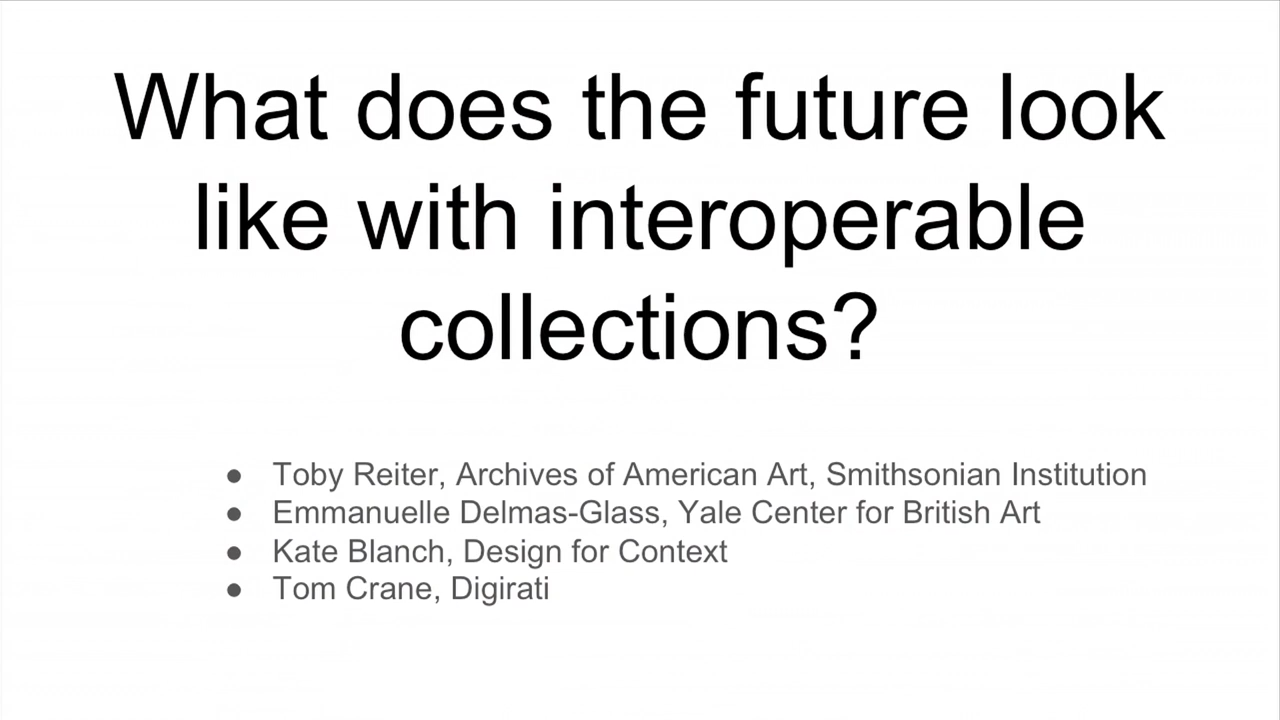 What does the future look
like with interoperable
collections?
● Toby Reiter, Archives of American Art, Smithsonian Institution
● Emmanuelle Delmas-Glass, Yale Center for British Art
● Kate Blanch, Design for Context
● Tom Crane, Digirati